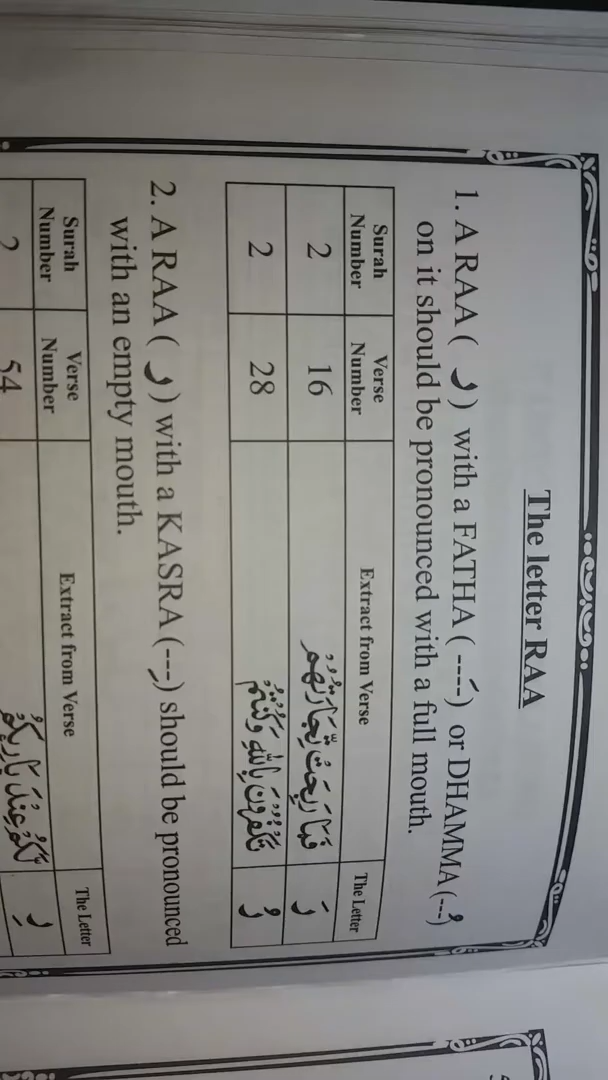 The letter RAA
1. A RAA ( ر ) with a FATHA ( ---َ- ) or DHAMMA (--ُ-)
on it should be pronounced with a full mouth.
Surah Number Verse Number Extract from Verse The Letter
2 16 فَمَا رَبِحَتْ تِّجَارَتُهُمْ رَ
2 28 تَكْفُرُونَ بِاللَّهِ وَكُنْتُمْ رُ
2. A RAA ( ر ) with a KASRA (---ِ) should be pronounced
with an empty mouth.
Surah Number Verse Number Extract from Verse The Letter
2 54 لَّكُمْ عِنْدَ بَارِئِكُمْ رِ